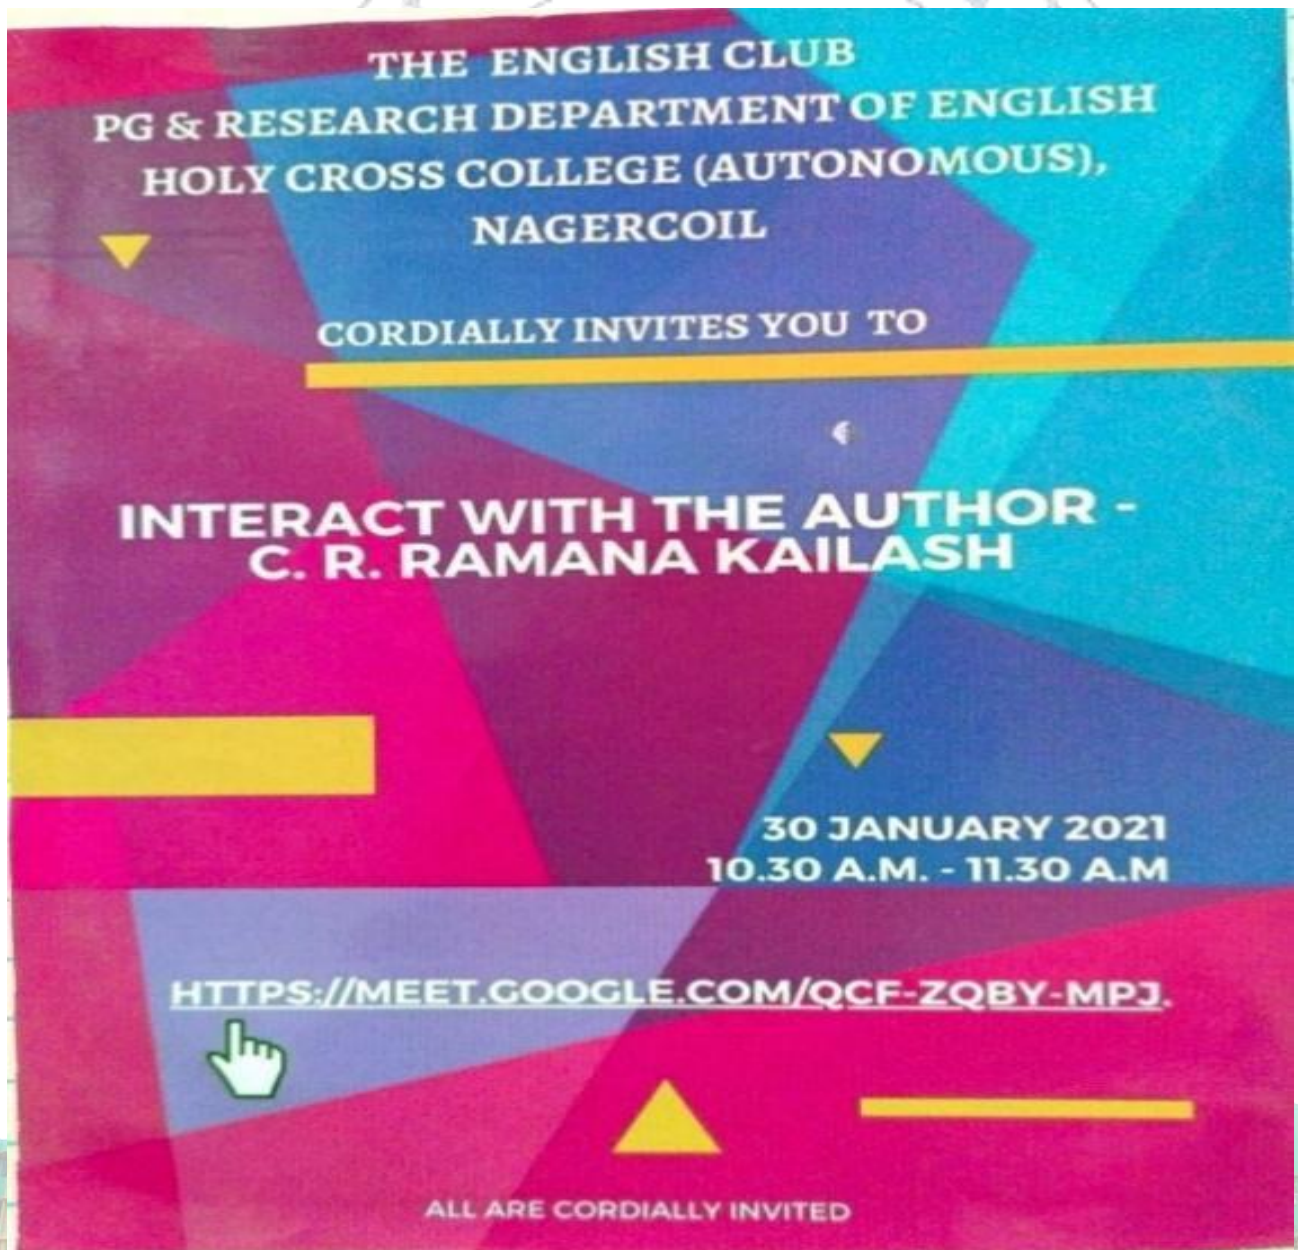 THE ENGLISH CLUB
PG & RESEARCH DEPARTMENT OF ENGLISH
HOLY CROSS COLLEGE (AUTONOMOUS),
NAGERCOIL
CORDIALLY INVITES YOU TO
INTERACT WITH THE AUTHOR -
C. R. RAMANA KAILASH
30 JANUARY 2021
10.30 A.M. - 11.30 A.M
HTTPS://MEET.GOOGLE.COM/QCF-ZQBY-MPJ.
ALL ARE CORDIALLY INVITED